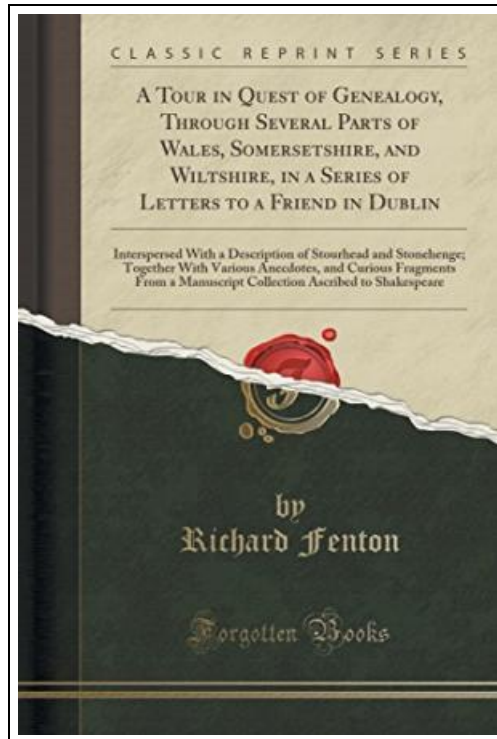 CLASSIC REPRINT SERIES
A TOUR IN QUEST OF GENEALOGY,
THROUGH SEVERAL PARTS OF
WALES, SOMERSETSHIRE, AND
WILTSHIRE, IN A SERIES OF
LETTERS TO A FRIEND IN DUBLIN
Interspersed With a Description of Stourhead and Stonehenge;
Together With Various Anecdotes, and Curious Fragments
From a Manuscript Collection Ascribed to Shakespeare
by
Richard Fenton
Forgotten Books